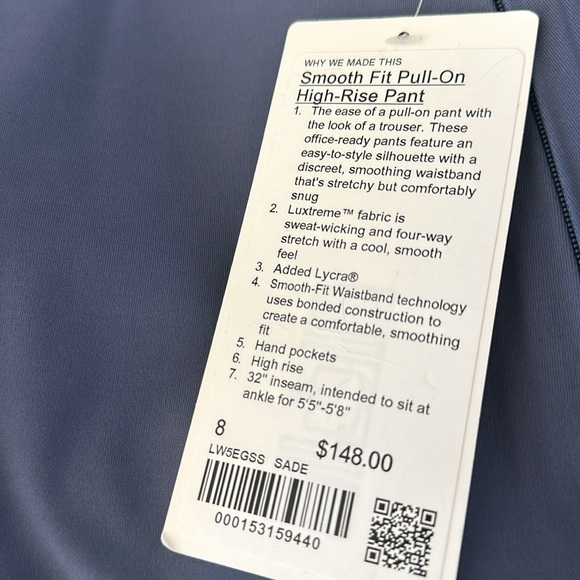 WHY WE MADE THIS
Smooth Fit Pull-On
High-Rise Pant
1. The ease of a pull-on pant with
the look of a trouser. These
office-ready pants feature an
easy-to-style silhouette with a
discreet, smoothing waistband
that's stretchy but comfortably
snug
2. Luxtreme™ fabric is
sweat-wicking and four-way
stretch with a cool, smooth
feel
3. Added Lycra®
4. Smooth-Fit Waistband technology
uses bonded construction to
create a comfortable, smoothing
fit
5. Hand pockets
6. High rise
7. 32" inseam, intended to sit at
ankle for 5'5"-5'8"
8 $148.00
LW5EGSS SADE
000153159440